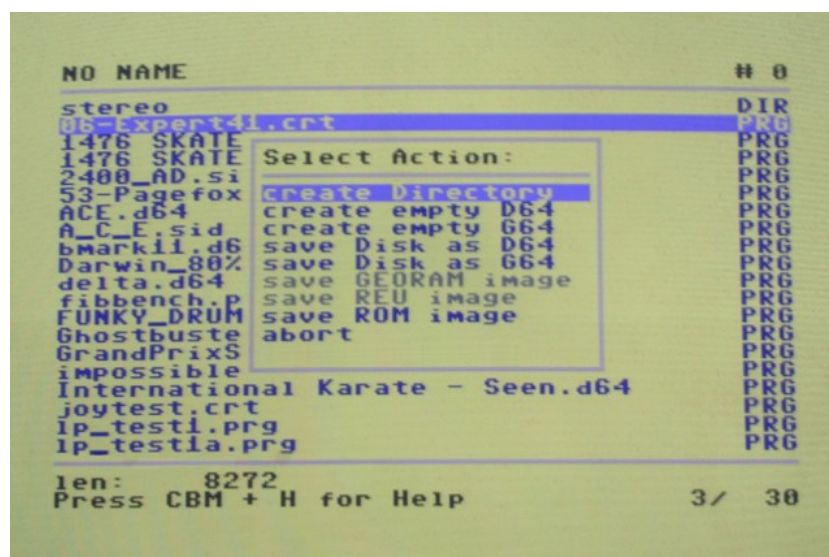 NO NAME # 0
stereo DIR
06-Expert41.crt PRG
1476 SKATE PRG
1476 SKATE PRG
2400_AD.si PRG
53-Pagefox PRG
ACE.d64 PRG
A_C_E.sid PRG
bmark11.d6 PRG
Darwin_80% PRG
delta.d64 PRG
fibbench.p PRG
FUNKY_DRUM PRG
Ghostbuste PRG
GrandPrixS PRG
impossible PRG
International Karate - Seen.d64 PRG
joytest.crt PRG
lp_test1.prg PRG
lp_test1a.prg PRG
Select Action:
create Directory
create empty D64
create empty G64
save Disk as D64
save Disk as G64
save GEORAM image
save REU image
save ROM image
abort
len: 8272
Press CBM + H for Help 3/ 30